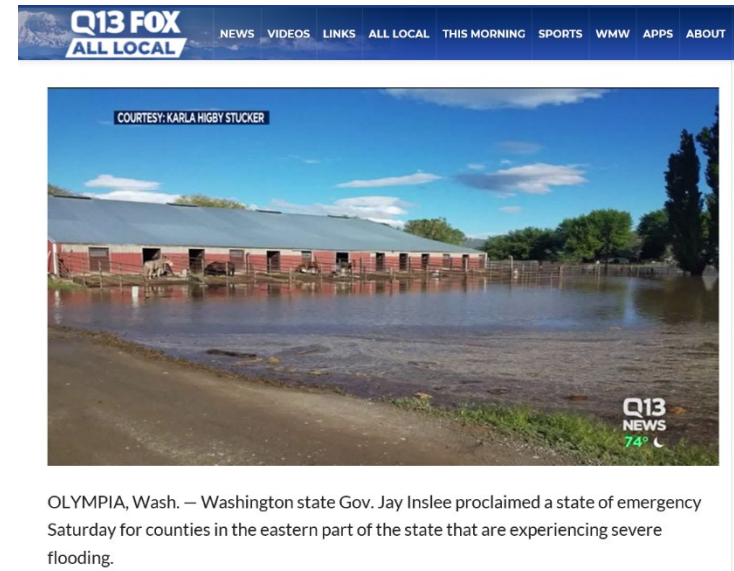 Q13 FOX
ALL LOCAL
NEWS VIDEOS LINKS ALL LOCAL THIS MORNING SPORTS WMW APPS ABOUT
COURTESY: KARLA HIGBY STUCKER
Q13
NEWS
74°
OLYMPIA, Wash. — Washington state Gov. Jay Inslee proclaimed a state of emergency
Saturday for counties in the eastern part of the state that are experiencing severe
flooding.